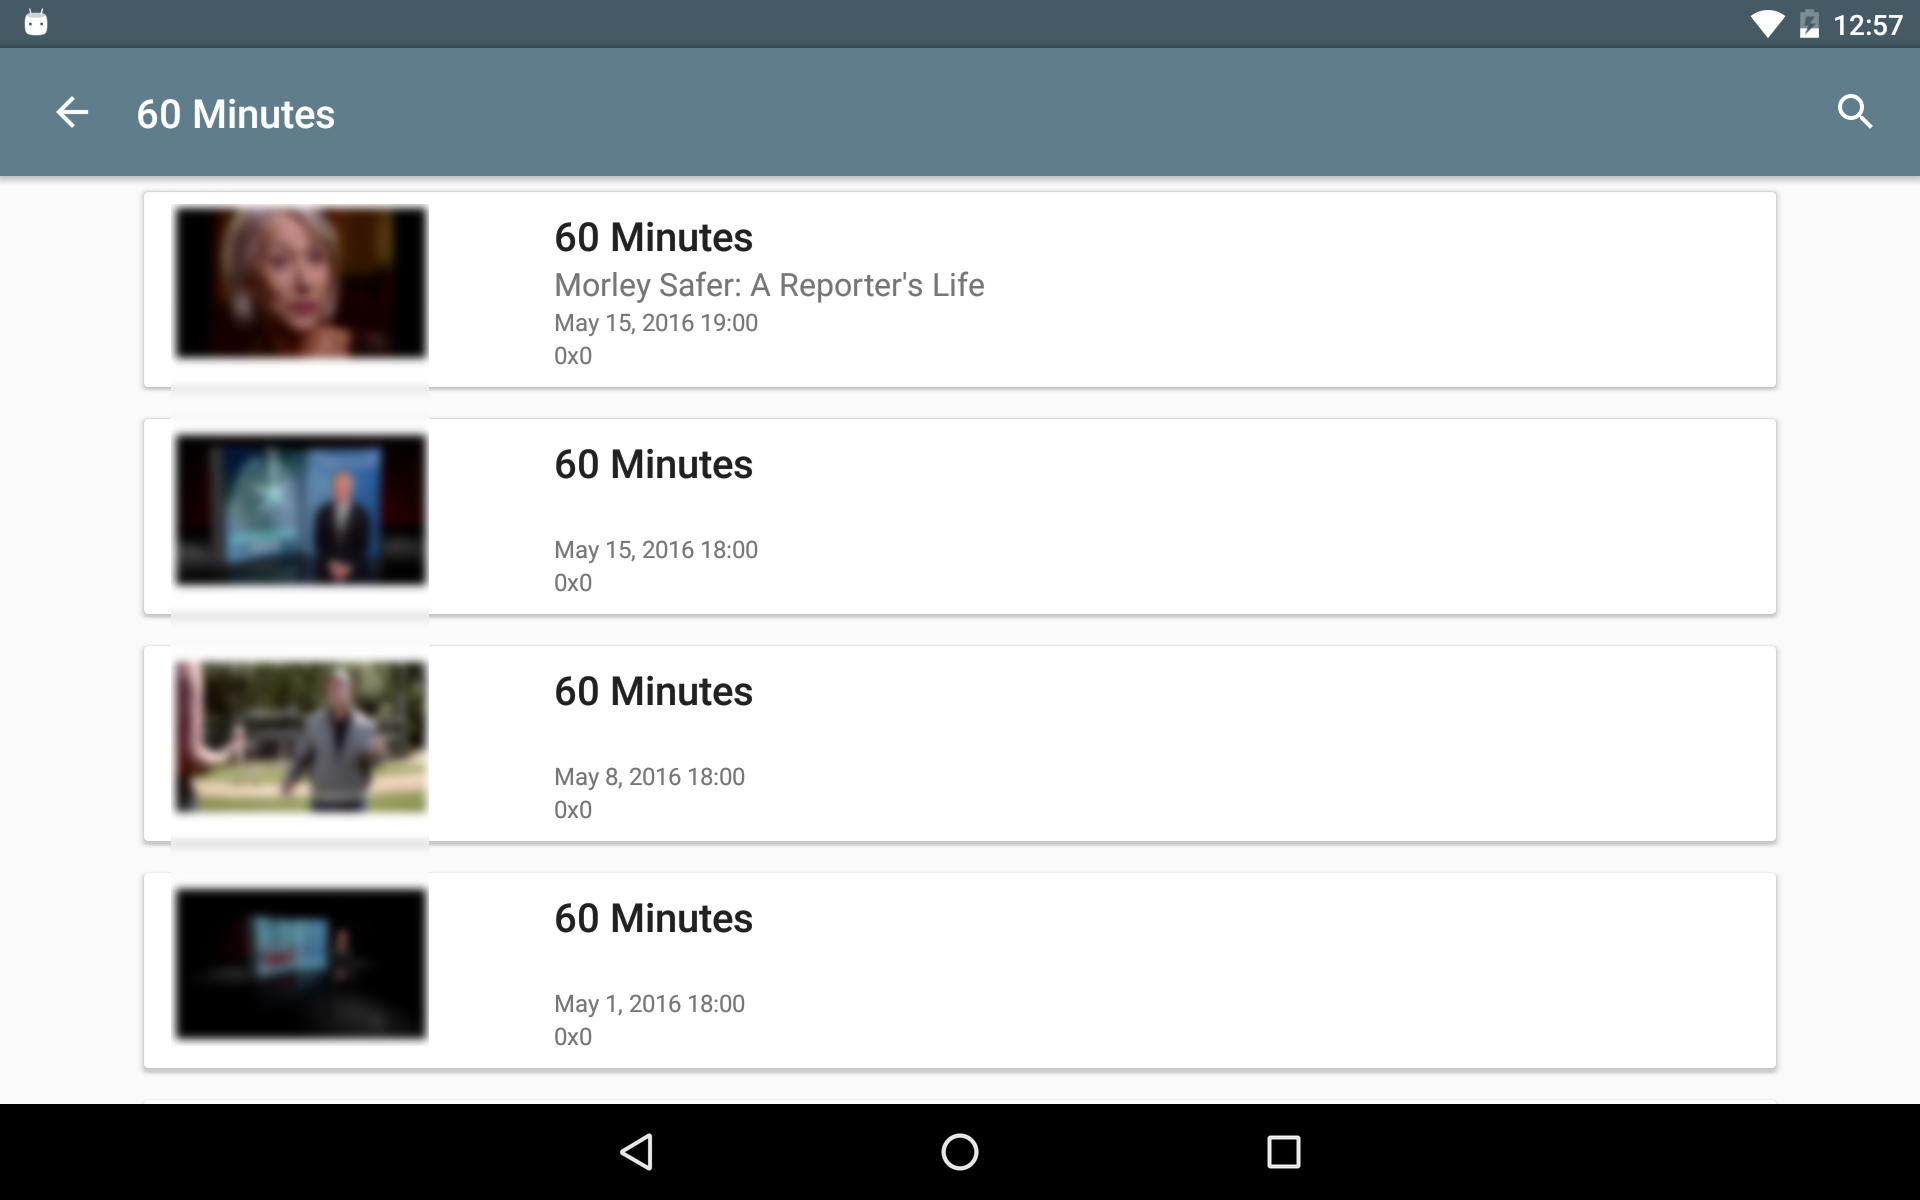 12:57
60 Minutes
60 Minutes
Morley Safer: A Reporter's Life
May 15, 2016 19:00
0x0
60 Minutes
May 15, 2016 18:00
0x0
60 Minutes
May 8, 2016 18:00
0x0
60 Minutes
May 1, 2016 18:00
0x0